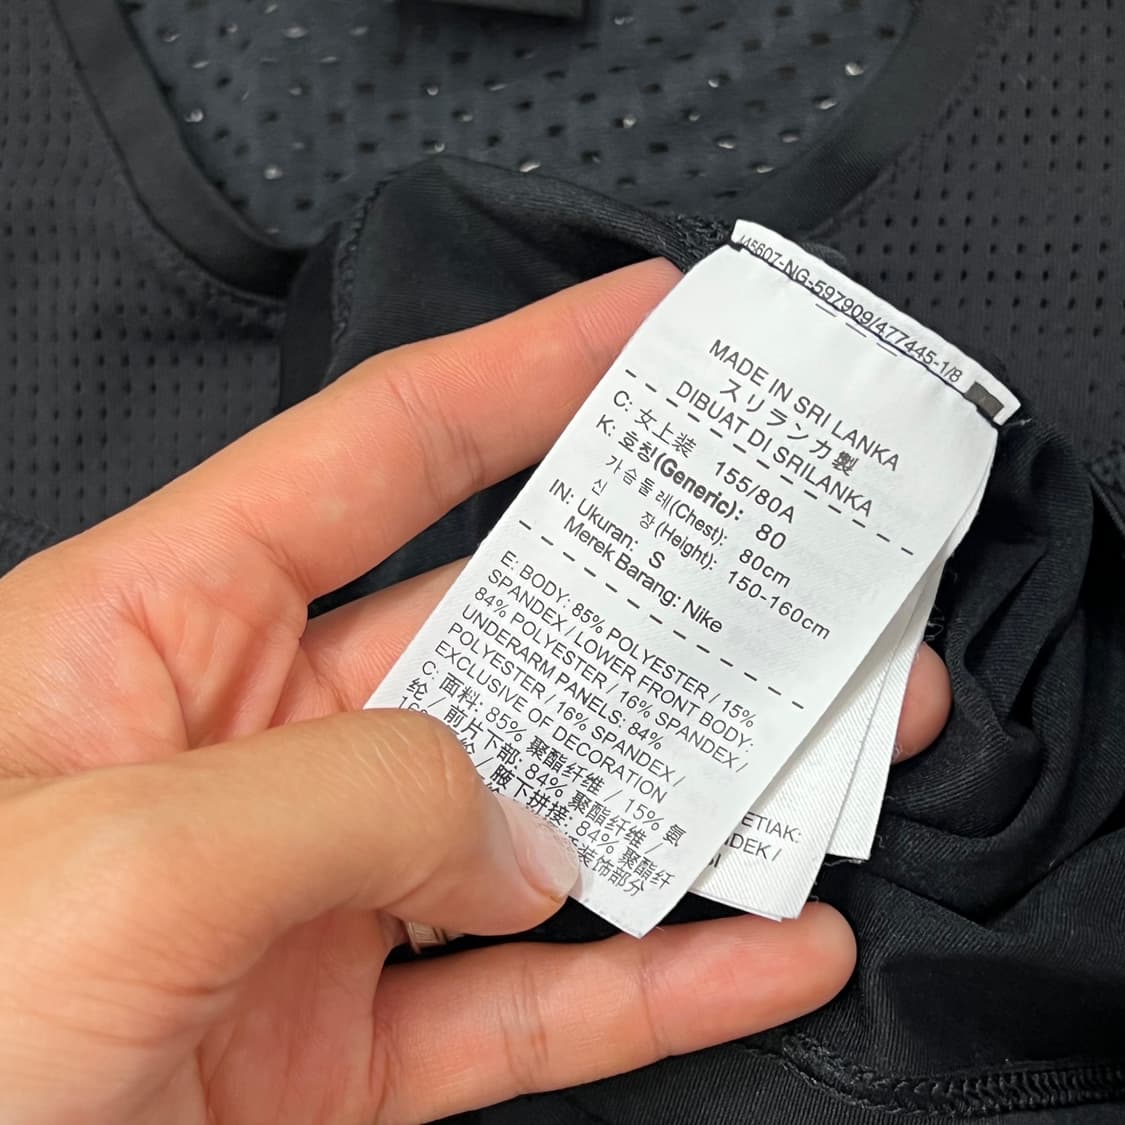 145607-NG-597909/477445-1/8
MADE IN SRI LANKA
スリランカ製
DIBUAT DI SRILANKA
C: 女上装 155/80A
K: 호칭(Generic): 80
가슴둘레(Chest): 80cm
신 장(Height): 150-160cm
IN: Ukuran: S
Merek Barang: Nike
E: BODY: 85% POLYESTER / 15%
SPANDEX / LOWER FRONT BODY:
84% POLYESTER / 16% SPANDEX /
UNDERARM PANELS: 84%
POLYESTER / 16% SPANDEX /
EXCLUSIVE OF DECORATION
C: 面料: 85% 聚酯纤维 / 15% 氨
纶 / 前片下部: 84% 聚酯纤维 /
腋下拼接: 84% 聚酯纤
装饰部分
ETIAK:
DEK /